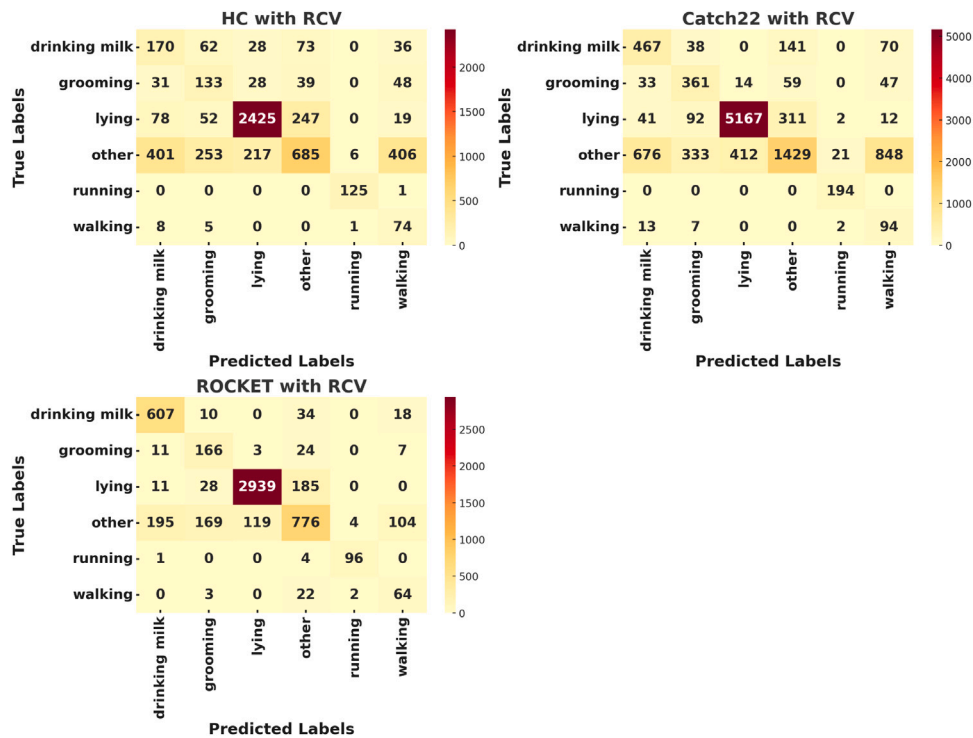 HC with RCV
True Labels
drinking milk 170 62 28 73 0 36
grooming 31 133 28 39 0 48
lying 78 52 2425 247 0 19
other 401 253 217 685 6 406
running 0 0 0 0 125 1
walking 8 5 0 0 1 74
drinking milk grooming lying other running walking
Predicted Labels
2000
1500
1000
500
0
Catch22 with RCV
True Labels
drinking milk 467 38 0 141 0 70
grooming 33 361 14 59 0 47
lying 41 92 5167 311 2 12
other 676 333 412 1429 21 848
running 0 0 0 0 194 0
walking 13 7 0 0 2 94
drinking milk grooming lying other running walking
Predicted Labels
5000
4000
3000
2000
1000
0
ROCKET with RCV
True Labels
drinking milk 607 10 0 34 0 18
grooming 11 166 3 24 0 7
lying 11 28 2939 185 0 0
other 195 169 119 776 4 104
running 1 0 0 4 96 0
walking 0 3 0 22 2 64
drinking milk grooming lying other running walking
Predicted Labels
2500
2000
1500
1000
500
0